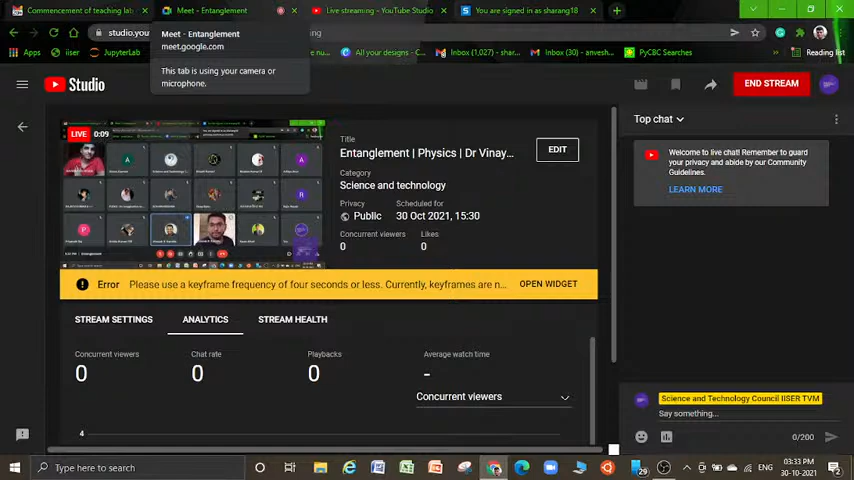 Commencement of teaching lab
Meet - Entanglement
Live streaming - YouTube Studio
You are signed in as sharang18
Meet - Entanglement
meet.google.com
This tab is using your camera or
microphone.
Apps
iiser
JupyterLab
All your designs - C...
Inbox (1,027) - shar...
Inbox (30) - anvesh...
PyCBC Searches
Reading list
Studio
END STREAM
LIVE 0:09
Title
Entanglement | Physics | Dr Vinay...
EDIT
Category
Science and technology
Privacy
Scheduled for
Public
30 Oct 2021, 15:30
Concurrent viewers
Likes
0
0
Error
Please use a keyframe frequency of four seconds or less. Currently, keyframes are n...
OPEN WIDGET
STREAM SETTINGS
ANALYTICS
STREAM HEALTH
Concurrent viewers
Chat rate
Playbacks
Average watch time
0
0
0
-
Concurrent viewers
4
Top chat
Welcome to live chat! Remember to guard
your privacy and abide by our Community
Guidelines.
LEARN MORE
Science and Technology Council IISER TVM
Say something...
0/200
Type here to search
29
ENG
03:33 PM
30-10-2021
2